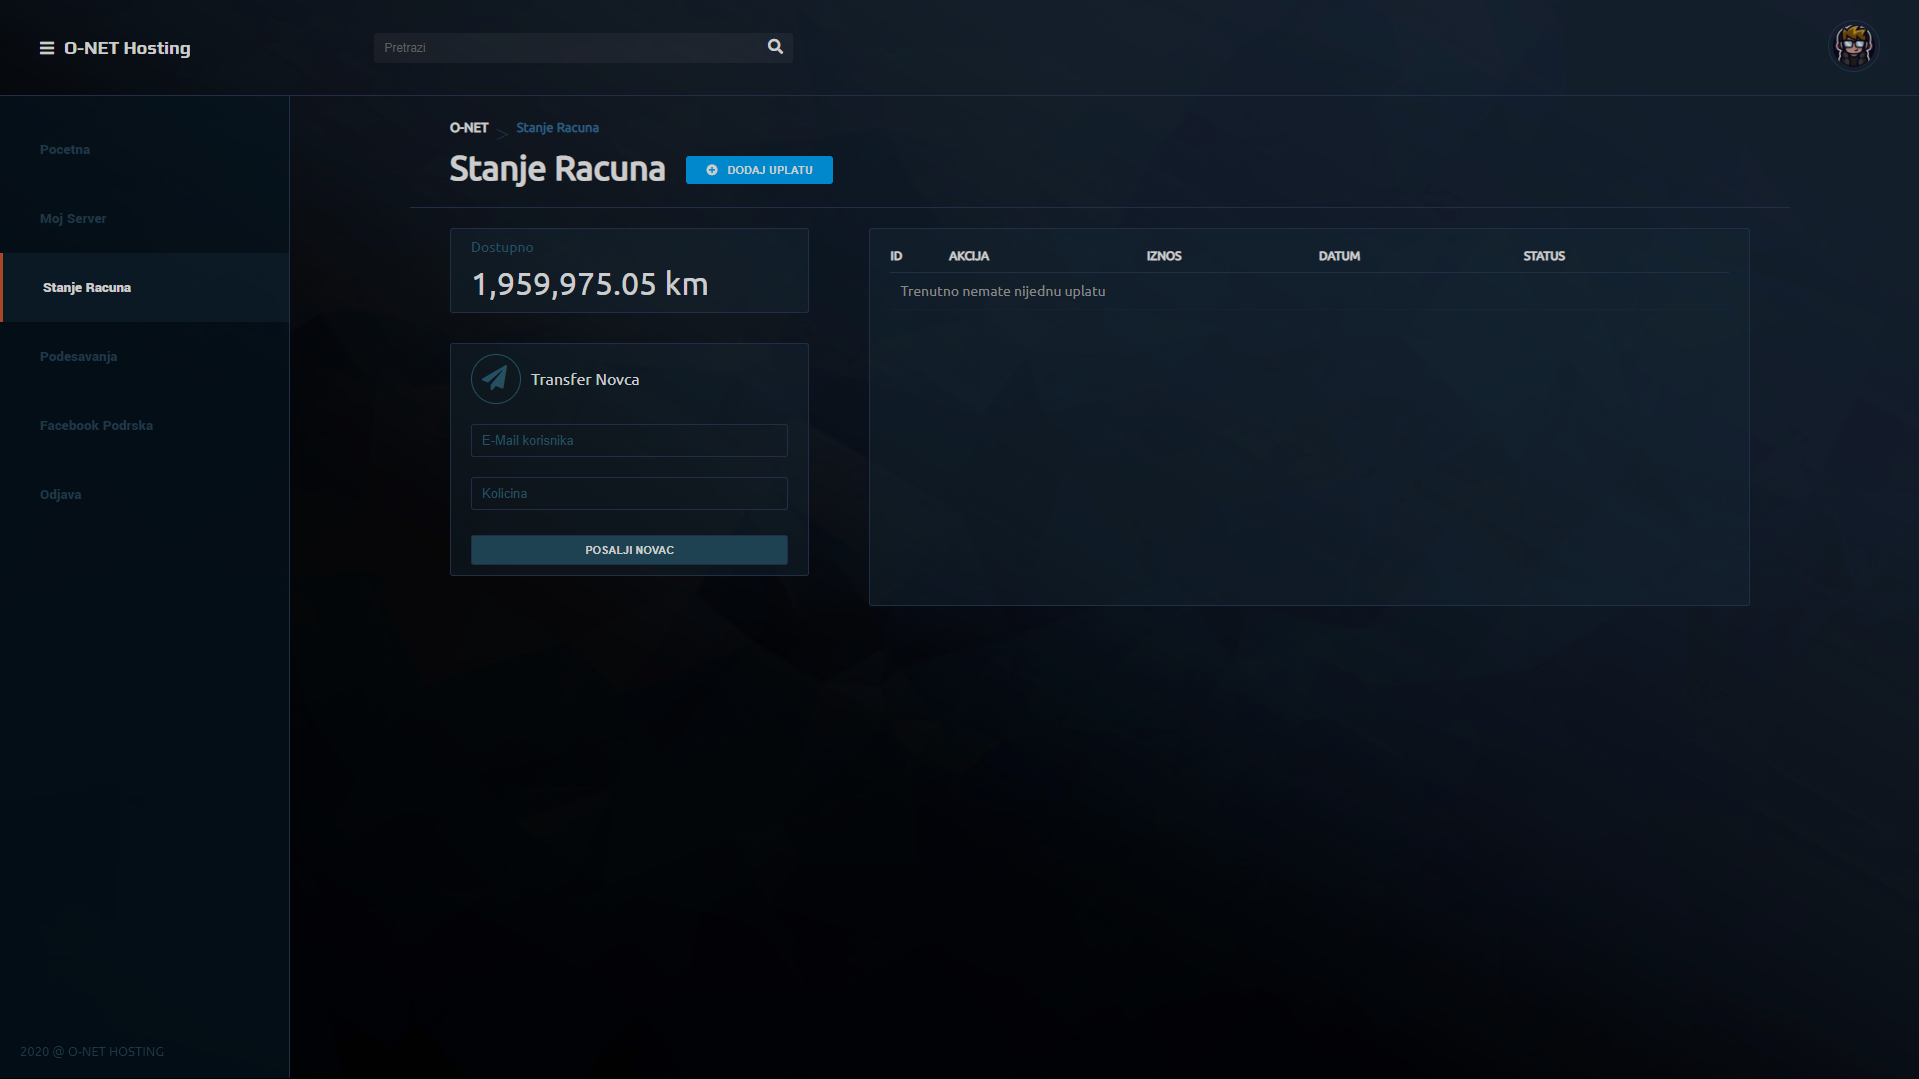 O-NET Hosting
Pretrazi
Pocetna
Moj Server
Stanje Racuna
Podesavanja
Facebook Podrska
Odjava
2020 @ O-NET HOSTING
O-NET > Stanje Racuna
Stanje Racuna
DODAJ UPLATU
Dostupno
1,959,975.05 km
Transfer Novca
E-Mail korisnika
Kolicina
POSALJI NOVAC
ID AKCIJA IZNOS DATUM STATUS
Trenutno nemate nijednu uplatu